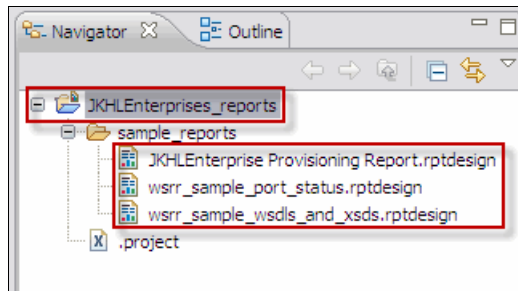 Navigator Outline
JKHLEnterprises_reports
sample_reports
JKHLEnterprise Provisioning Report.rptdesign
wsrr_sample_port_status.rptdesign
wsrr_sample_wsdls_and_xsds.rptdesign
X .project